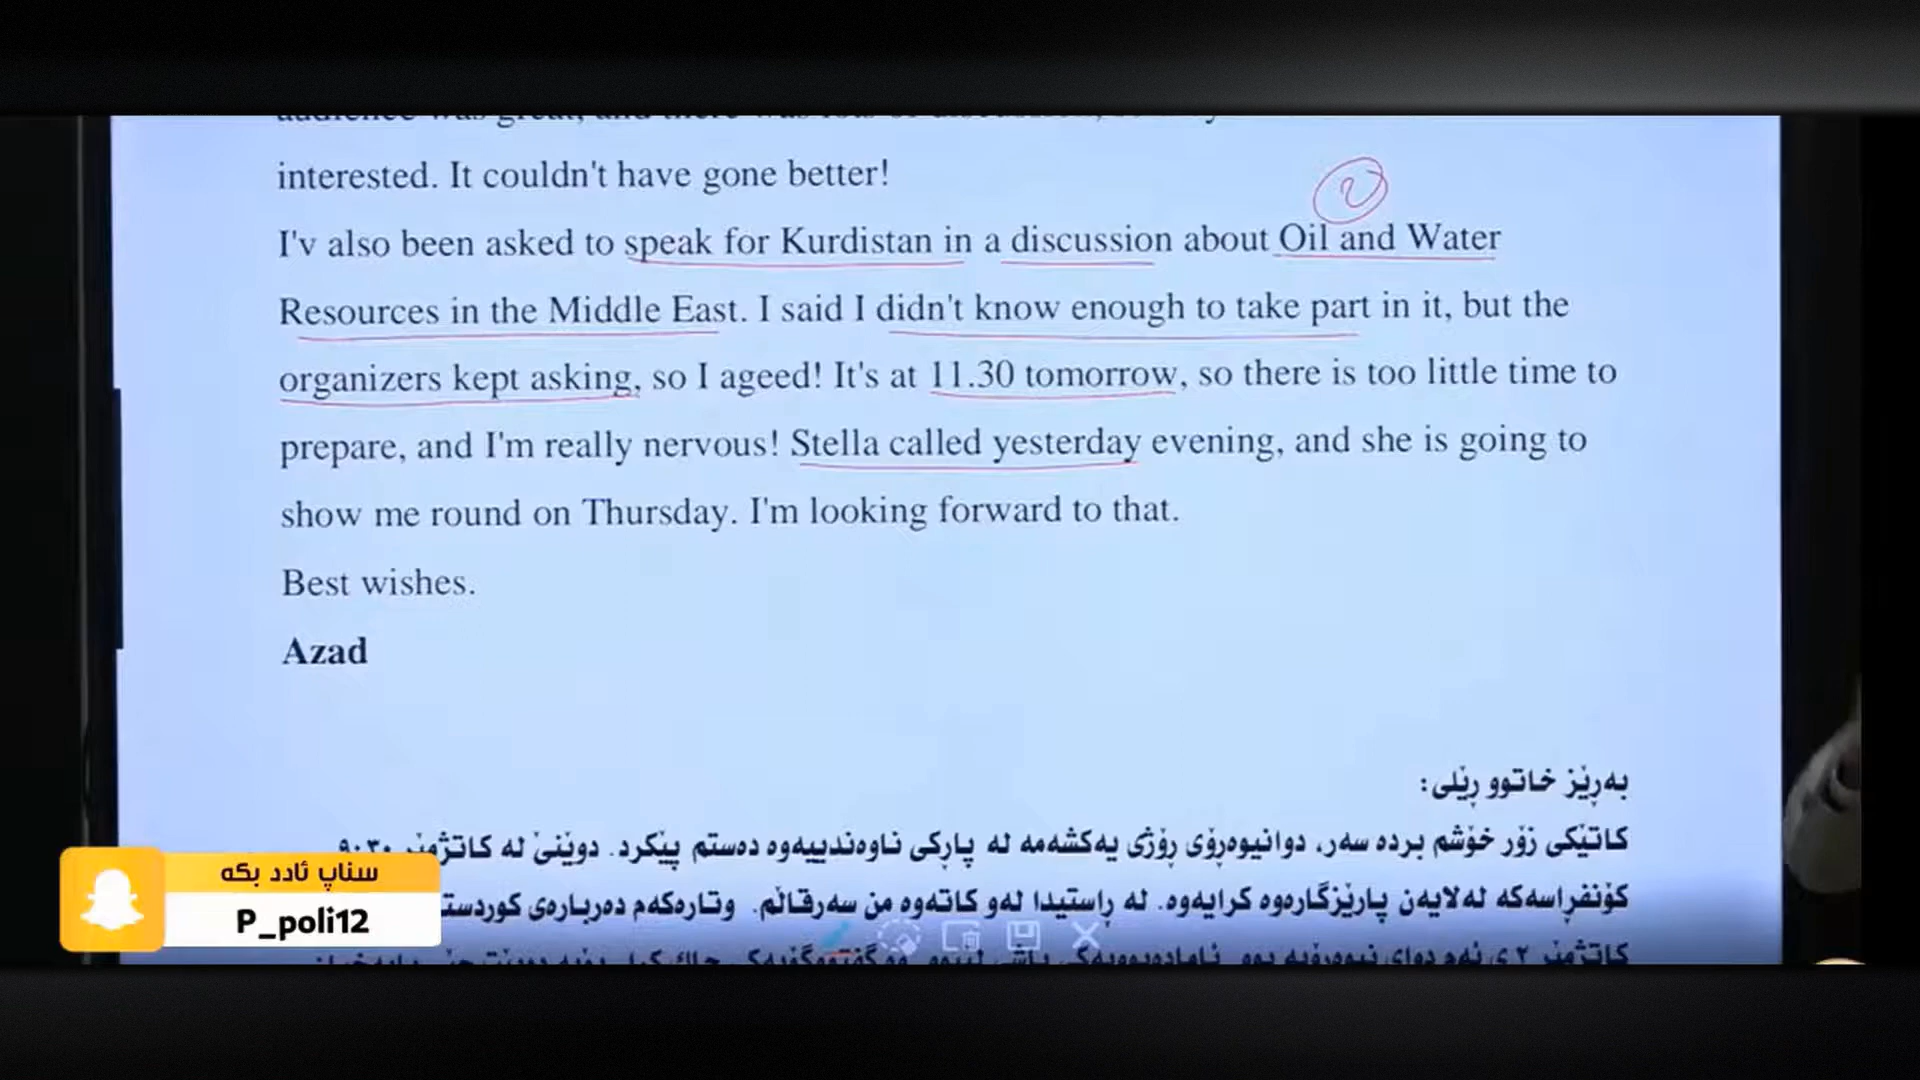 interested. It couldn't have gone better!
2
I'v also been asked to speak for Kurdistan in a discussion about Oil and Water
Resources in the Middle East. I said I didn't know enough to take part in it, but the
organizers kept asking, so I ageed! It's at 11.30 tomorrow, so there is too little time to
prepare, and I'm really nervous! Stella called yesterday evening, and she is going to
show me round on Thursday. I'm looking forward to that.
Best wishes.
Azad
بەڕێز خاتوو ڕێلی:
کاتێکی زۆر خۆشم بردە سەر، دوانیوەڕۆی ڕۆژی یەکشەمە لە پارکی ناوەندییەوە دەستم پێکرد. دوێنێ لە کاتژمێر ٩.٣٠
کۆنفراسەکە لەلایەن پارێزگارەوە کرایەوە. لە ڕاستیدا لەو کاتەوە من سەرقاڵم. وتارەکەم دەربارەی
کاتژمێر ٢ ی
سناپ ئادد بکە
P_poli12